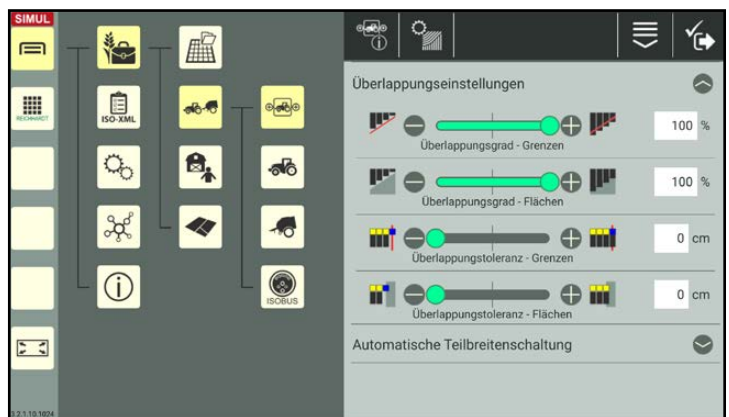 SIMUL
REICHHARDT
ISO-XML
ISOBUS
3.2.1.10.1024
Überlappungseinstellungen
100 %
Überlappungsgrad - Grenzen
100 %
Überlappungsgrad - Flächen
0 cm
Überlappungstoleranz - Grenzen
0 cm
Überlappungstoleranz - Flächen
Automatische Teilbreitenschaltung